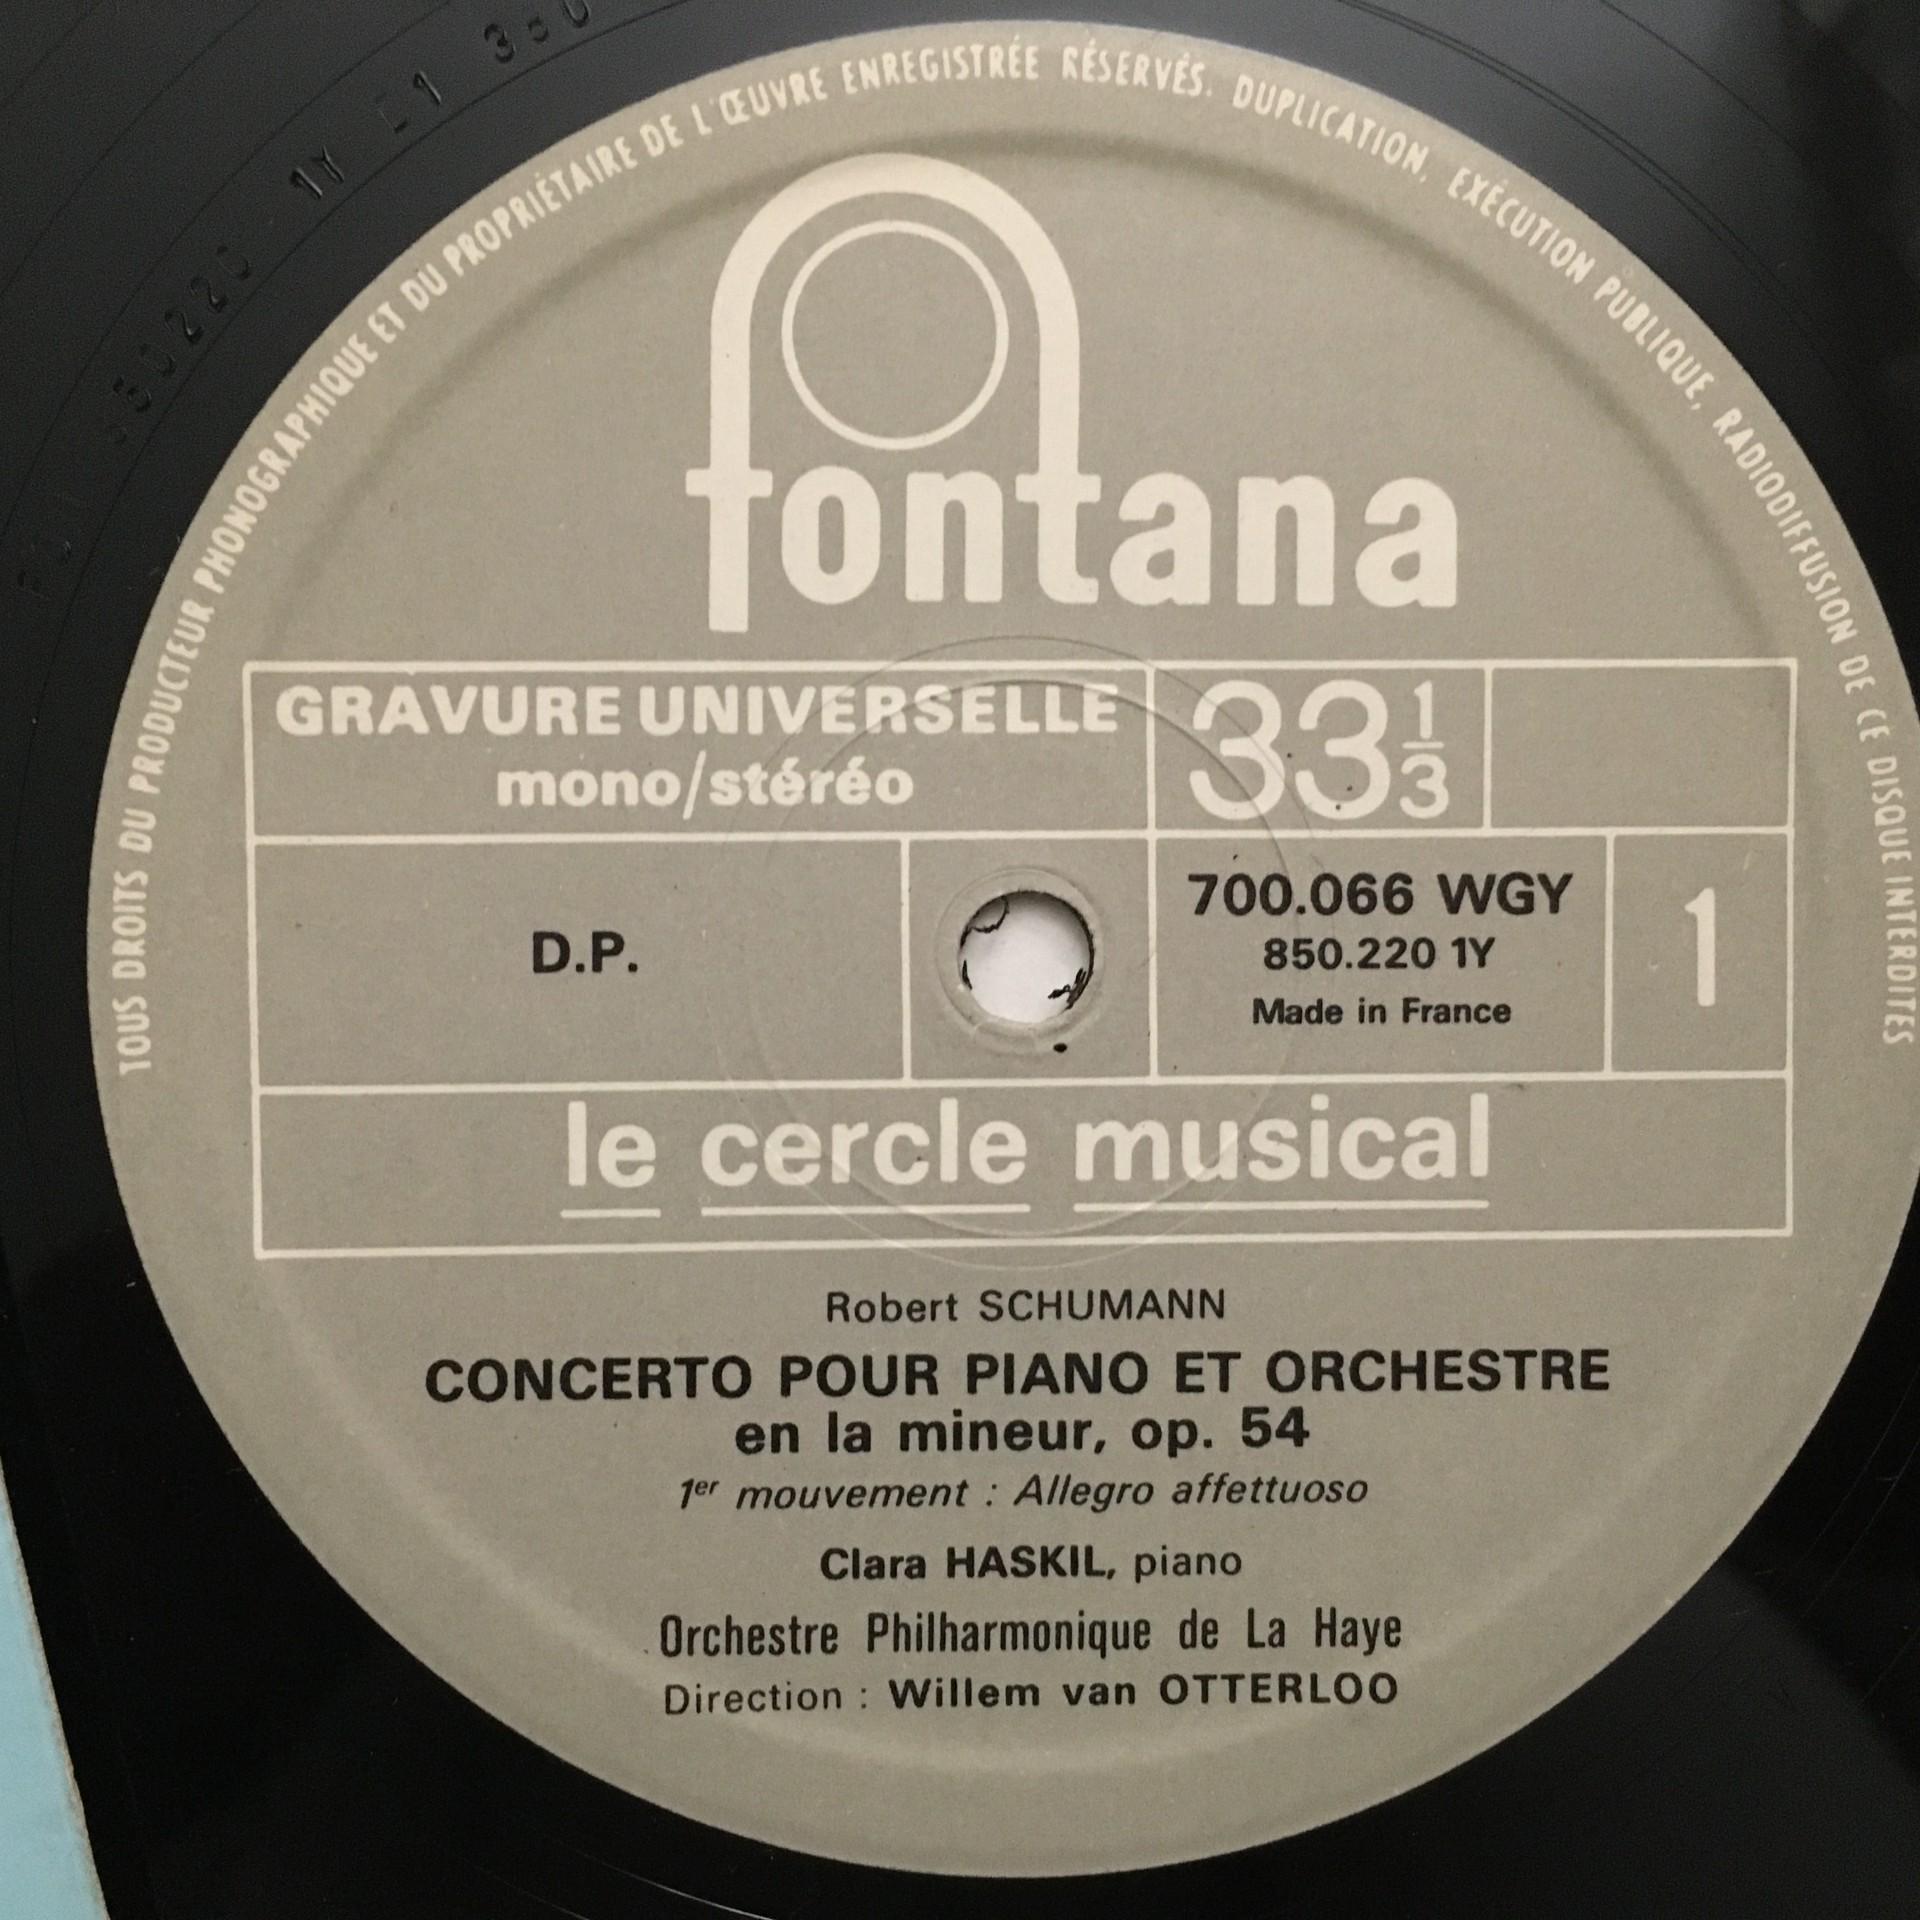 TOUS DROITS DU PRODUCTEUR PHONOGRAPHIQUE ET DU PROPRIÉTAIRE DE L'ŒUVRE ENREGISTRÉE RÉSERVÉS. DUPLICATION, EXÉCUTION PUBLIQUE, RADIODIFFUSION DE CE DISQUE INTERDITES
fontana
GRAVURE UNIVERSELLE
mono/stéréo
33 1/3
D.P.
700.066 WGY
850.220 1Y
Made in France
1
le cercle musical
Robert SCHUMANN
CONCERTO POUR PIANO ET ORCHESTRE
en la mineur, op. 54
1er mouvement : Allegro affettuoso
Clara HASKIL, piano
Orchestre Philharmonique de La Haye
Direction : Willem van OTTERLOO